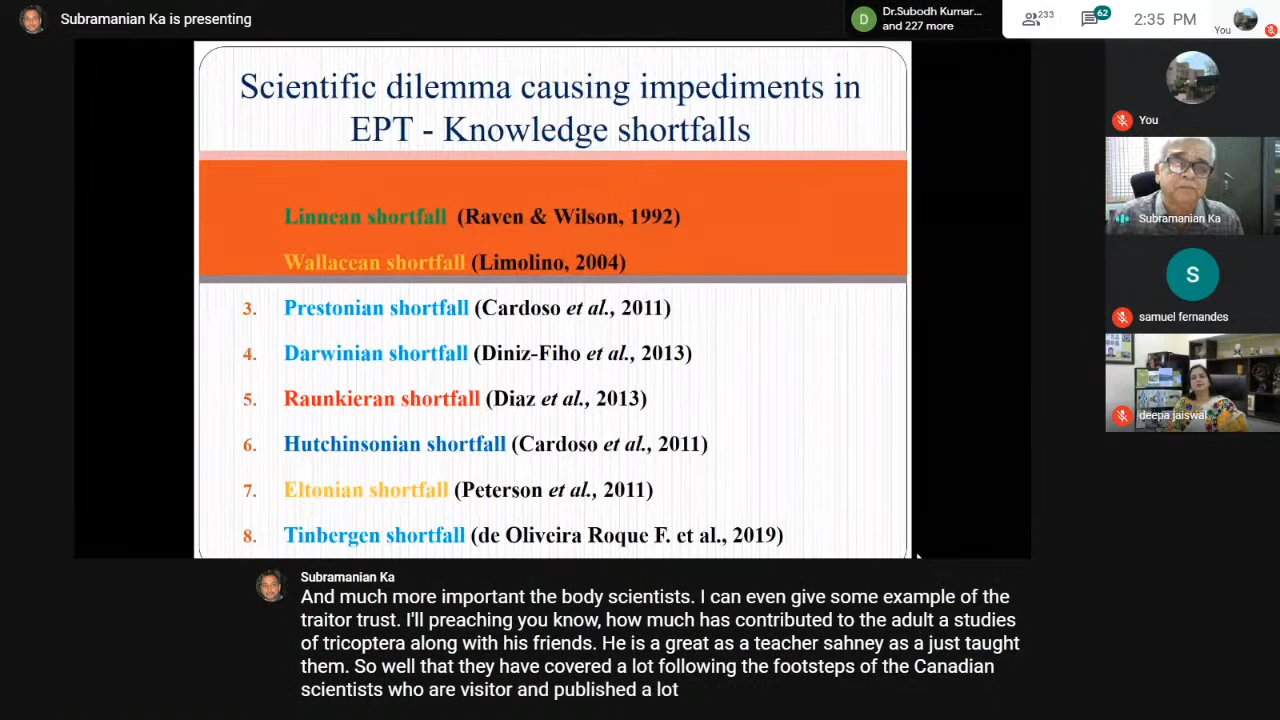 Subramanian Ka is presenting
D
Dr.Subodh Kumar...
and 227 more
233
62
2:35 PM
You
Scientific dilemma causing impediments in
EPT - Knowledge shortfalls
Linnean shortfall (Raven & Wilson, 1992)
Wallacean shortfall (Limolino, 2004)
3. Prestonian shortfall (Cardoso et al., 2011)
4. Darwinian shortfall (Diniz-Fiho et al., 2013)
5. Raunkieran shortfall (Diaz et al., 2013)
6. Hutchinsonian shortfall (Cardoso et al., 2011)
7. Eltonian shortfall (Peterson et al., 2011)
8. Tinbergen shortfall (de Oliveira Roque F. et al., 2019)
You
Subramanian Ka
S
samuel fernandes
deepa jaiswal
Subramanian Ka
And much more important the body scientists. I can even give some example of the
traitor trust. I'll preaching you know, how much has contributed to the adult a studies
of tricoptera along with his friends. He is a great as a teacher sahney as a just taught
them. So well that they have covered a lot following the footsteps of the Canadian
scientists who are visitor and published a lot